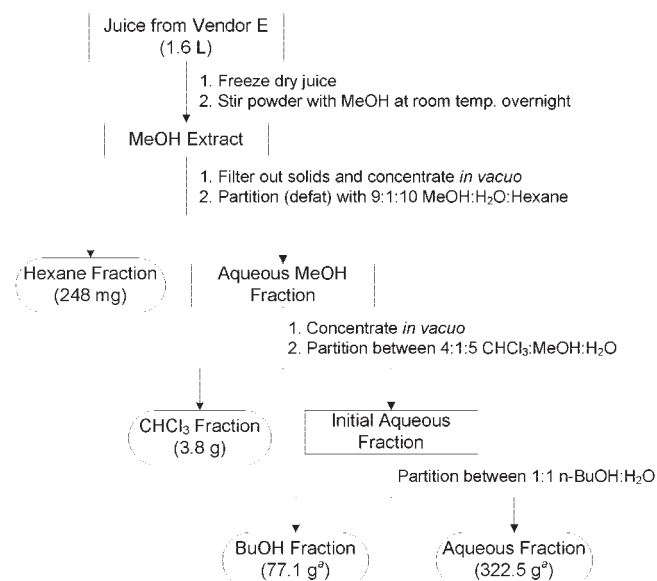 Juice from Vendor E
(1.6 L)
1. Freeze dry juice
2. Stir powder with MeOH at room temp. overnight
MeOH Extract
1. Filter out solids and concentrate in vacuo
2. Partition (defat) with 9:1:10 MeOH:H₂O:Hexane
Hexane Fraction
(248 mg)
Aqueous MeOH
Fraction
1. Concentrate in vacuo
2. Partition between 4:1:5 CHCl₃:MeOH:H₂O
CHCl₃ Fraction
(3.8 g)
Initial Aqueous
Fraction
Partition between 1:1 n-BuOH:H₂O
BuOH Fraction
(77.1 gᵃ)
Aqueous Fraction
(322.5 gᵃ)